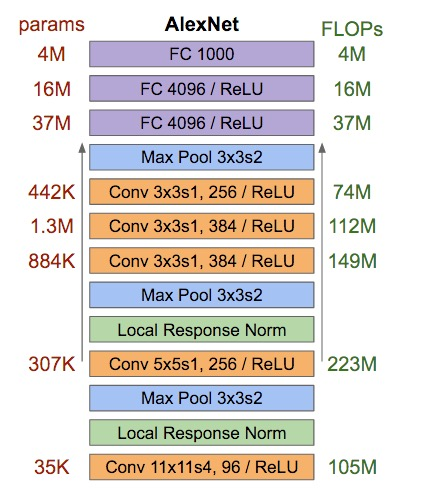 params AlexNet FLOPs
4M FC 1000 4M
16M FC 4096 / ReLU 16M
37M FC 4096 / ReLU 37M
Max Pool 3x3s2
442K Conv 3x3s1, 256 / ReLU 74M
1.3M Conv 3x3s1, 384 / ReLU 112M
884K Conv 3x3s1, 384 / ReLU 149M
Max Pool 3x3s2
Local Response Norm
307K Conv 5x5s1, 256 / ReLU 223M
Max Pool 3x3s2
Local Response Norm
35K Conv 11x11s4, 96 / ReLU 105M